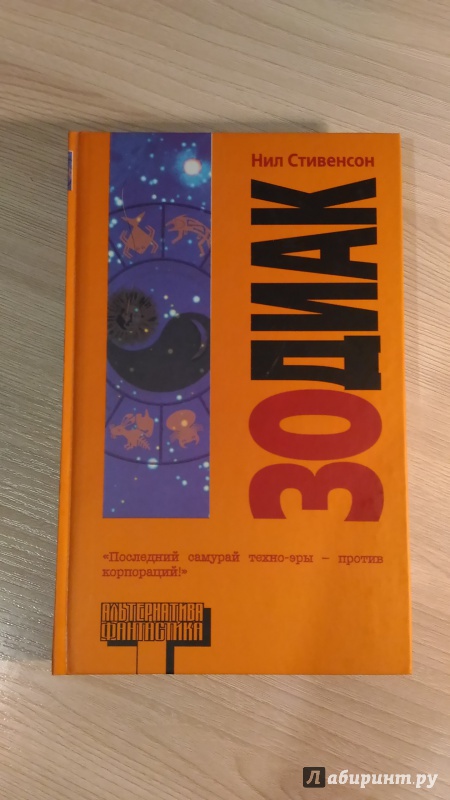 Нил Стивенсон
ЗОДИАК
«Последний самурай техно-эры – против
корпораций!»
АЛЬТЕРНАТИВА
ФАНТАСТИКА
Лабиринт.ру